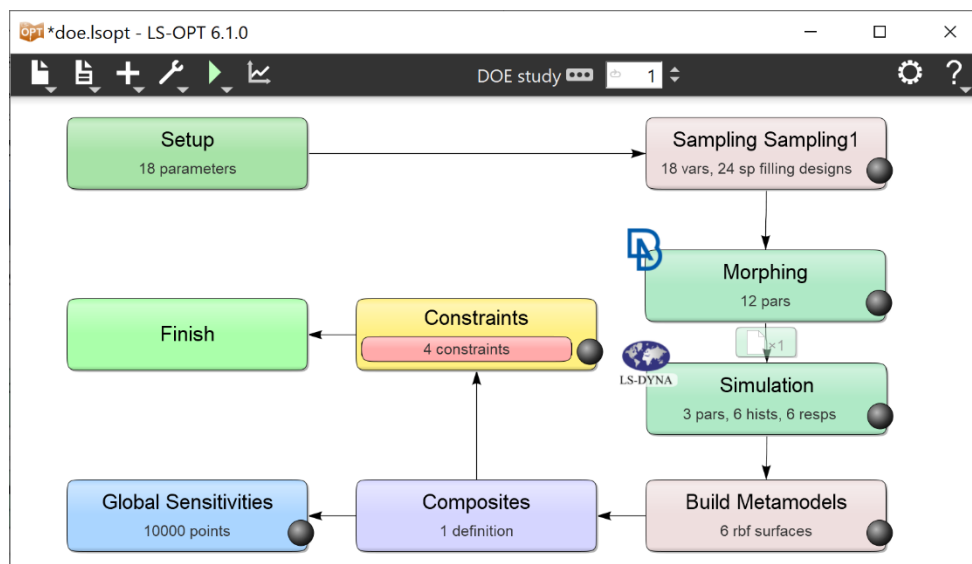 OPT *doe.lsopt - LS-OPT 6.1.0
DOE study 1
Setup
18 parameters
Sampling Sampling1
18 vars, 24 sp filling designs
Morphing
12 pars
×1
Finish
Constraints
4 constraints
LS-DYNA
Simulation
3 pars, 6 hists, 6 resps
Global Sensitivities
10000 points
Composites
1 definition
Build Metamodels
6 rbf surfaces